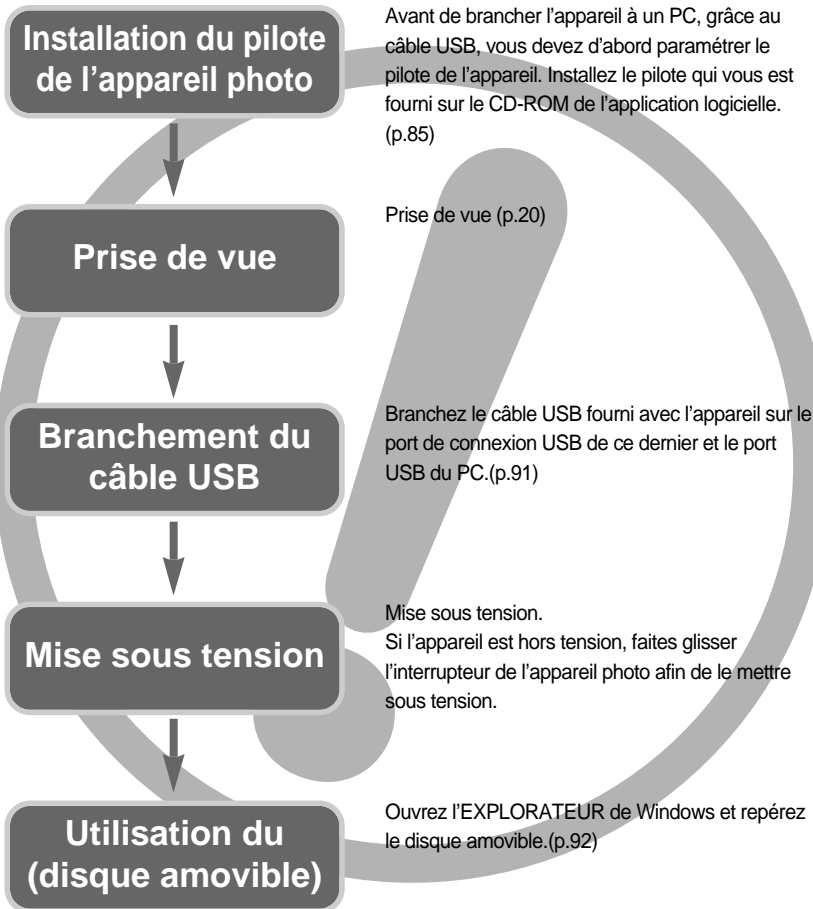 Installation du pilote
de l’appareil photo
Avant de brancher l’appareil à un PC, grâce au
câble USB, vous devez d’abord paramétrer le
pilote de l’appareil. Installez le pilote qui vous est
fourni sur le CD-ROM de l’application logicielle.
(p.85)
Prise de vue
Prise de vue (p.20)
Branchement du
câble USB
Branchez le câble USB fourni avec l’appareil sur le
port de connexion USB de ce dernier et le port
USB du PC.(p.91)
Mise sous tension
Mise sous tension.
Si l’appareil est hors tension, faites glisser
l’interrupteur de l’appareil photo afin de le mettre
sous tension.
Utilisation du
(disque amovible)
Ouvrez l’EXPLORATEUR de Windows et repérez
le disque amovible.(p.92)